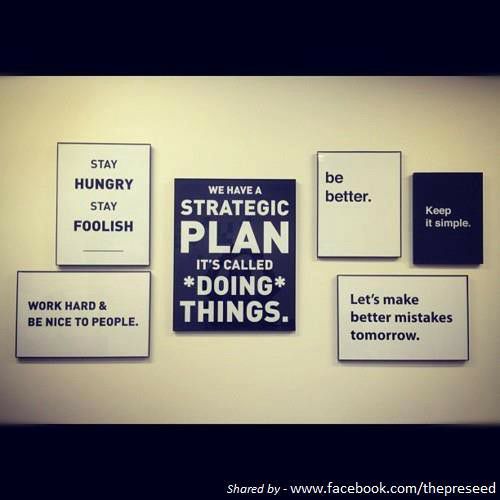 STAY
HUNGRY
STAY
FOOLISH
WORK HARD &
BE NICE TO PEOPLE.
WE HAVE A
STRATEGIC
PLAN
IT'S CALLED
*DOING*
THINGS.
be
better.
Keep
it simple.
Let's make
better mistakes
tomorrow.
Shared by - www.facebook.com/thepreseed